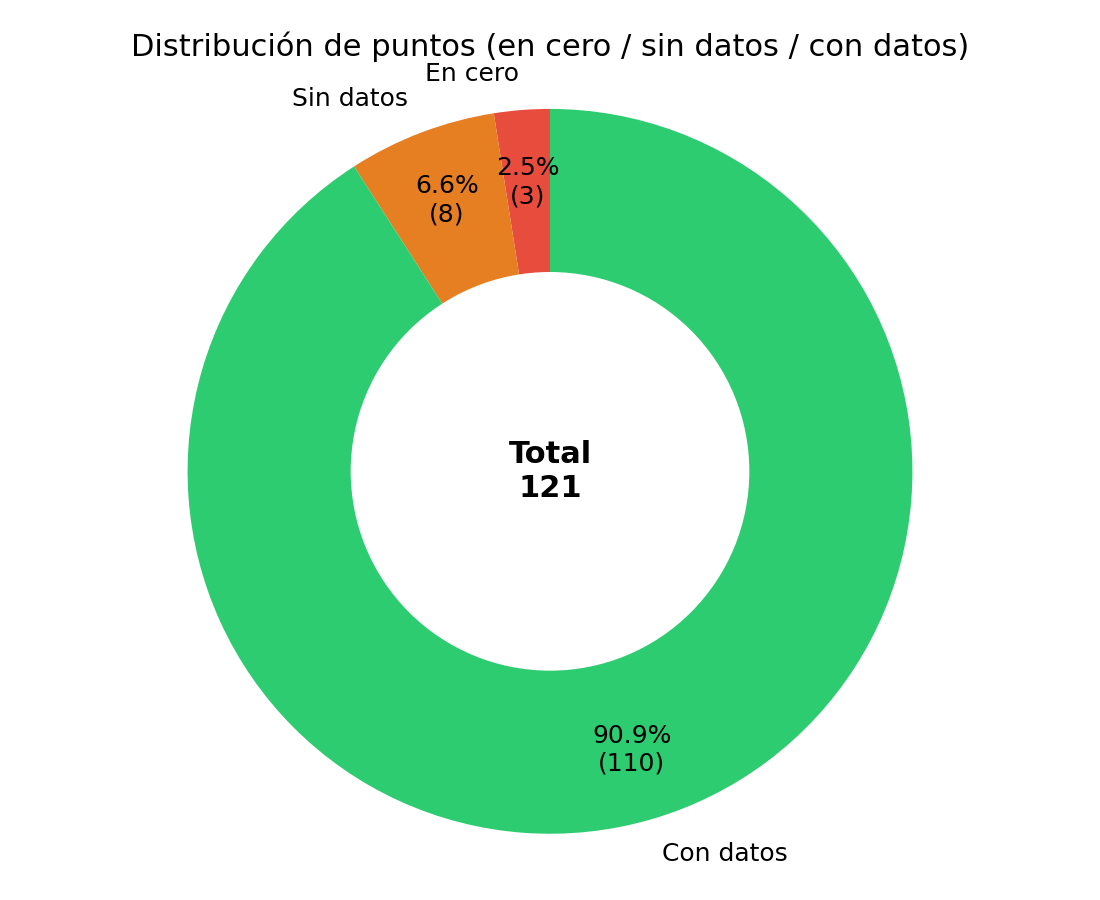 Distribución de puntos (en cero / sin datos / con datos)
En cero
Sin datos
2.5%
(3)
6.6%
(8)
Total
121
90.9%
(110)
Con datos